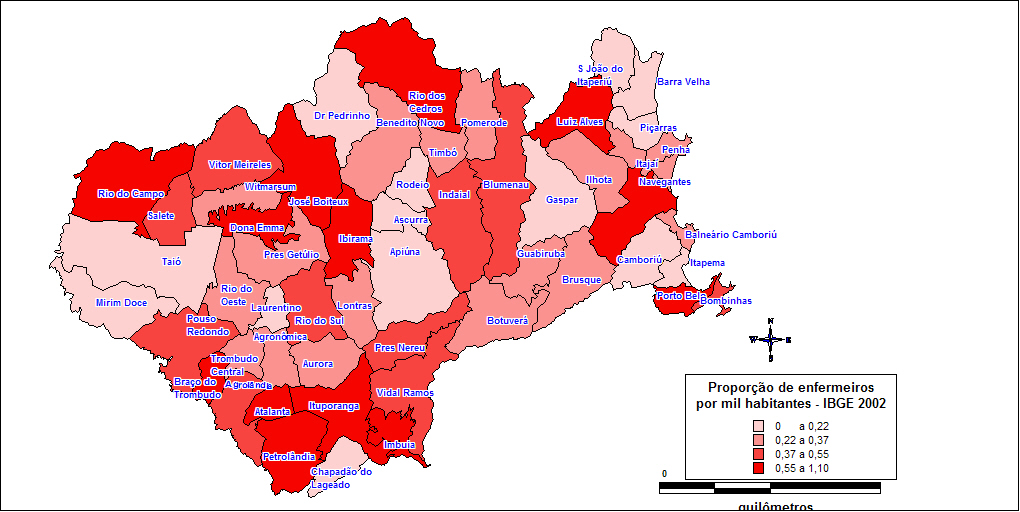 S João do
Itaperiú
Barra Velha
Rio dos
Cedros
Dr Pedrinho
Benedito Novo
Pomerode
Luiz Alves
Piçarras
Penha
Timbó
Vitor Meireles
Itajaí
Navegantes
Ilhota
Rio do Campo
Witmarsum
José Boiteux
Rodeio
Indaial
Blumenau
Gaspar
Salete
Dona Emma
Ascurra
Ibirama
Apiúna
Balneário Camboriú
Pres Getúlio
Guabirubá
Camboriú
Itapema
Taió
Brusque
Rio do
Oeste
Mirim Doce
Laurentino
Lontras
Porto Belo
Bombinhas
Pouso
Redondo
Rio do Sul
Botuverá
Agronômica
Pres Nereu
Trombudo
Central
Aurora
Braço do
Trombudo
Agrolândia
Vidal Ramos
Atalanta
Ituporanga
Imbuia
Petrolândia
Chapadão do
Lageado
N
W E
S
Proporção de enfermeiros
por mil habitantes - IBGE 2002
0 a 0,22
0,22 a 0,37
0,37 a 0,55
0,55 a 1,10
0
quilômetros